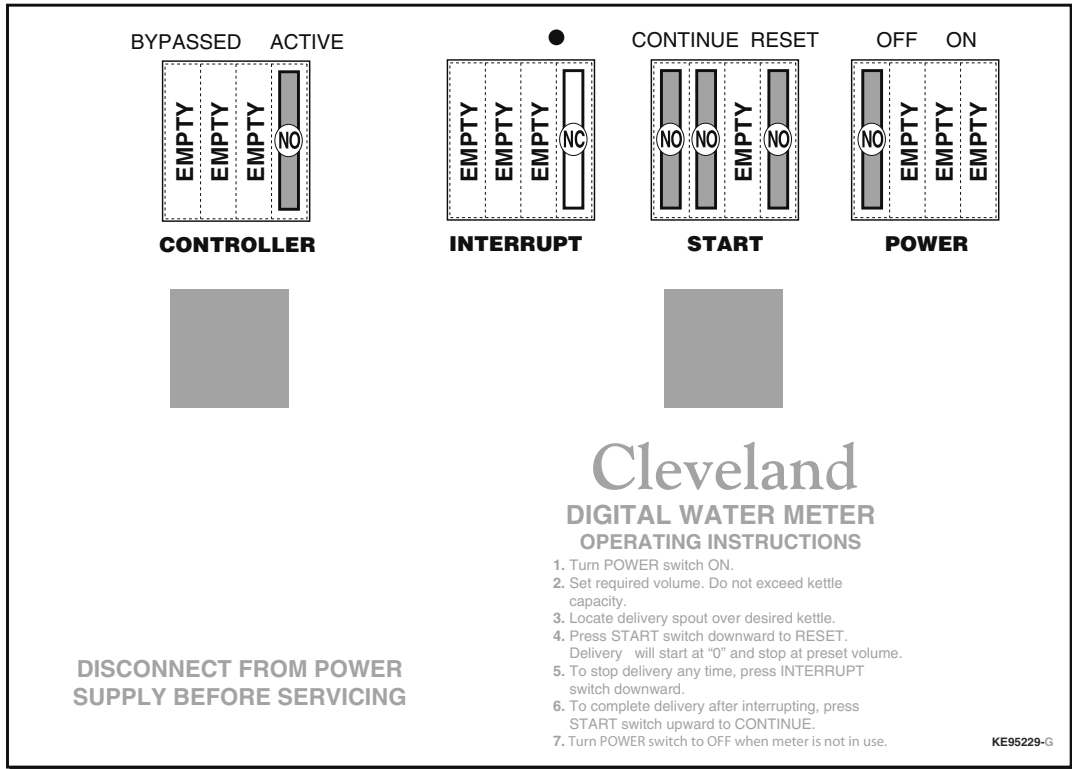 BYPASSED ACTIVE
CONTINUE RESET
OFF ON
EMPTY EMPTY EMPTY NO
EMPTY EMPTY EMPTY NC
NO NO EMPTY NO
NO EMPTY EMPTY EMPTY
CONTROLLER
INTERRUPT
START
POWER
Cleveland
DIGITAL WATER METER
OPERATING INSTRUCTIONS
1. Turn POWER switch ON.
2. Set required volume. Do not exceed kettle
capacity.
3. Locate delivery spout over desired kettle.
4. Press START switch downward to RESET.
Delivery will start at “0” and stop at preset volume.
5. To stop delivery any time, press INTERRUPT
switch downward.
6. To complete delivery after interrupting, press
START switch upward to CONTINUE.
7. Turn POWER switch to OFF when meter is not in use.
DISCONNECT FROM POWER
SUPPLY BEFORE SERVICING
KE95229-G